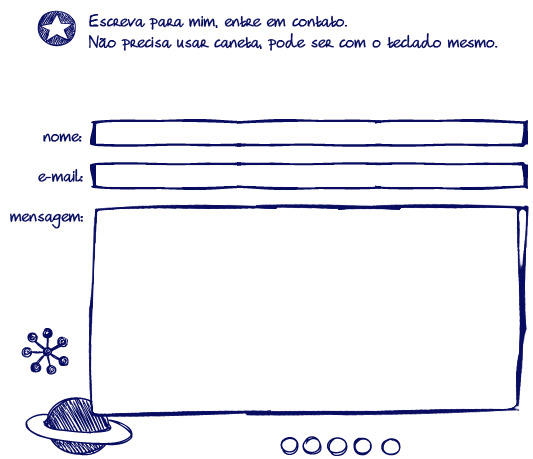 Escreva para mim, entre em contato.
Não precisa usar caneta, pode ser com o teclado mesmo.
nome:
e-mail:
mensagem: